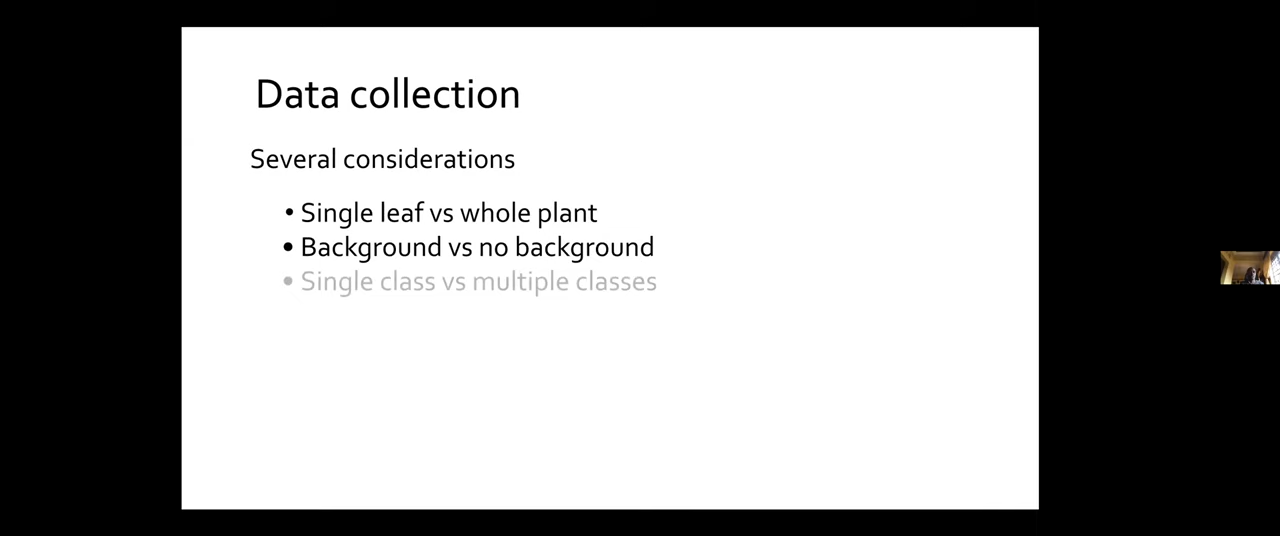 Data collection
Several considerations
• Single leaf vs whole plant
• Background vs no background
• Single class vs multiple classes